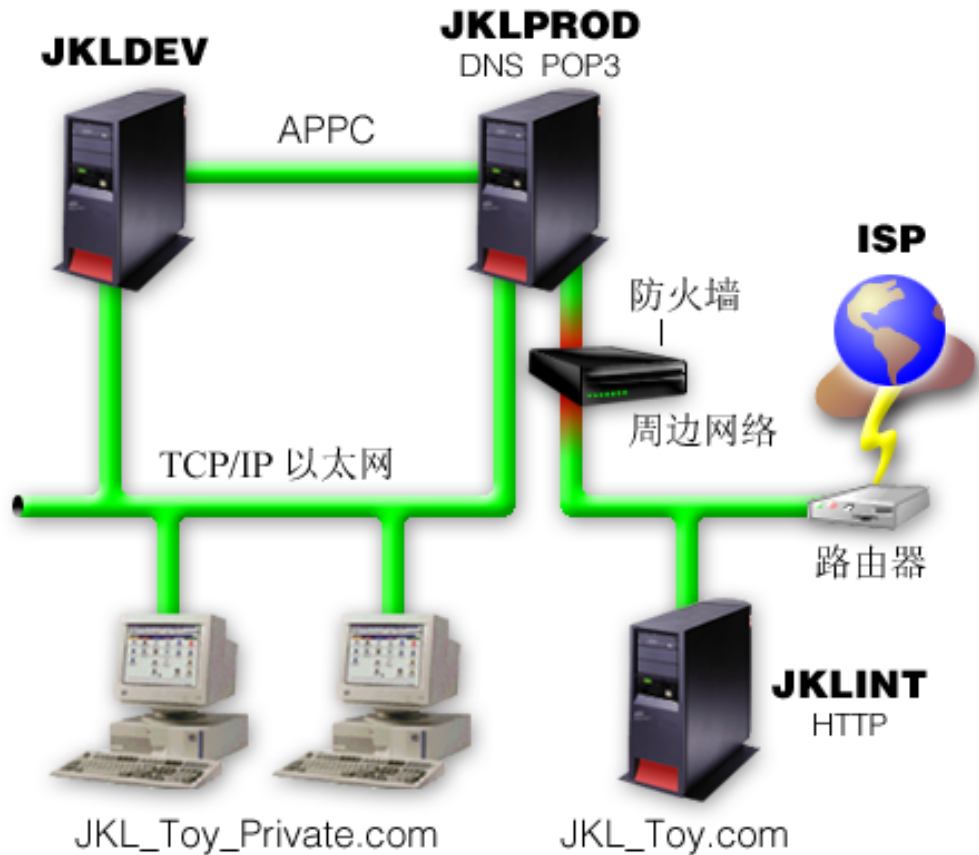 JKLDEV
JKLPROD
DNS POP3
APPC
ISP
防火墙
周边网络
TCP/IP 以太网
路由器
JKLINT
HTTP
JKL_Toy_Private.com
JKL_Toy.com